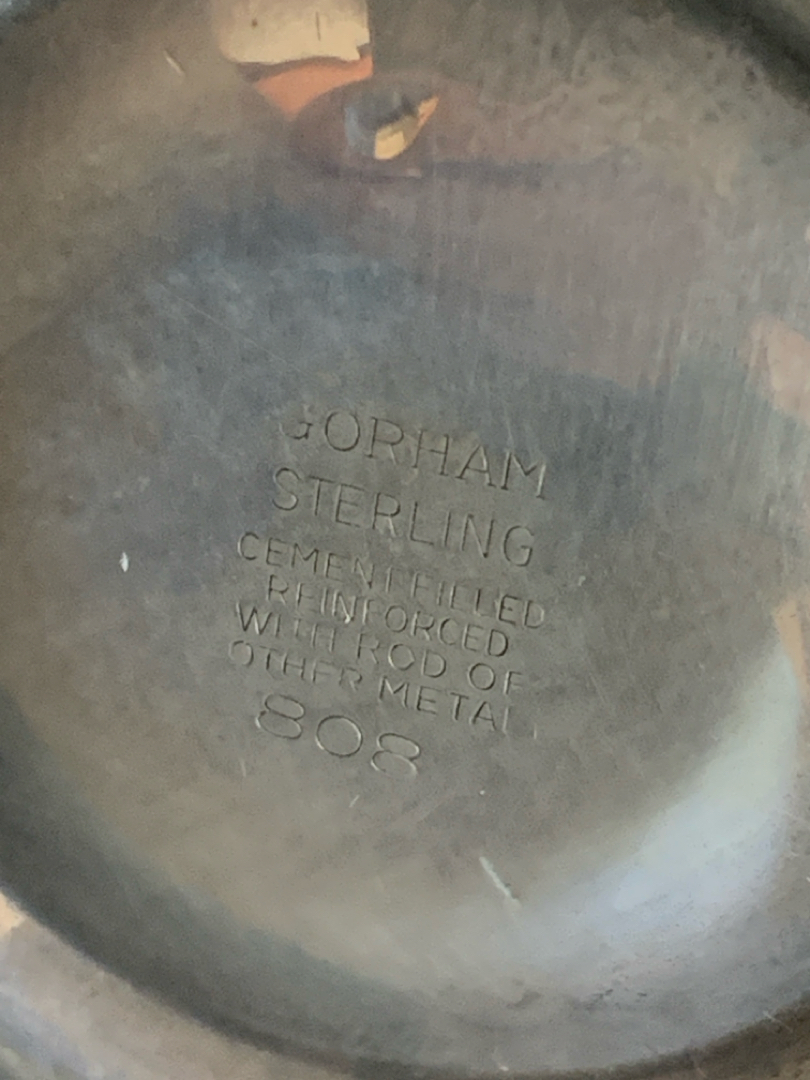 GORHAM
STERLING
CEMENT FILLED
REINFORCED
WITH ROD OF
OTHER METAL
808